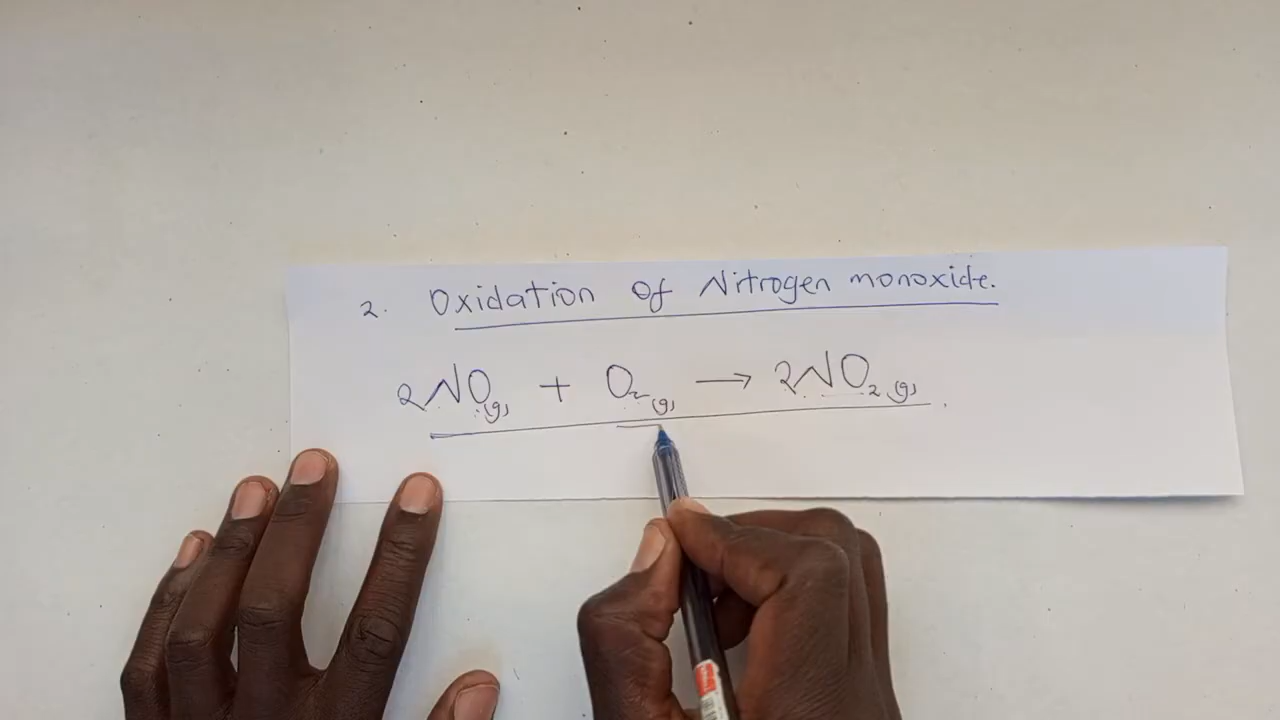 2. Oxidation Of Nitrogen monoxide.
2NO(g) + O₂(g) → 2NO₂(g).